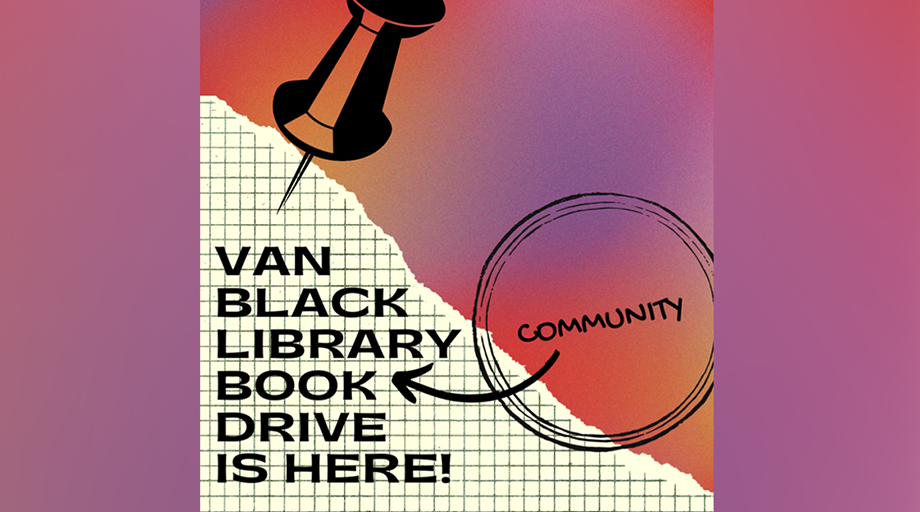 VAN
BLACK
LIBRARY
BOOK
DRIVE
IS HERE!
COMMUNITY